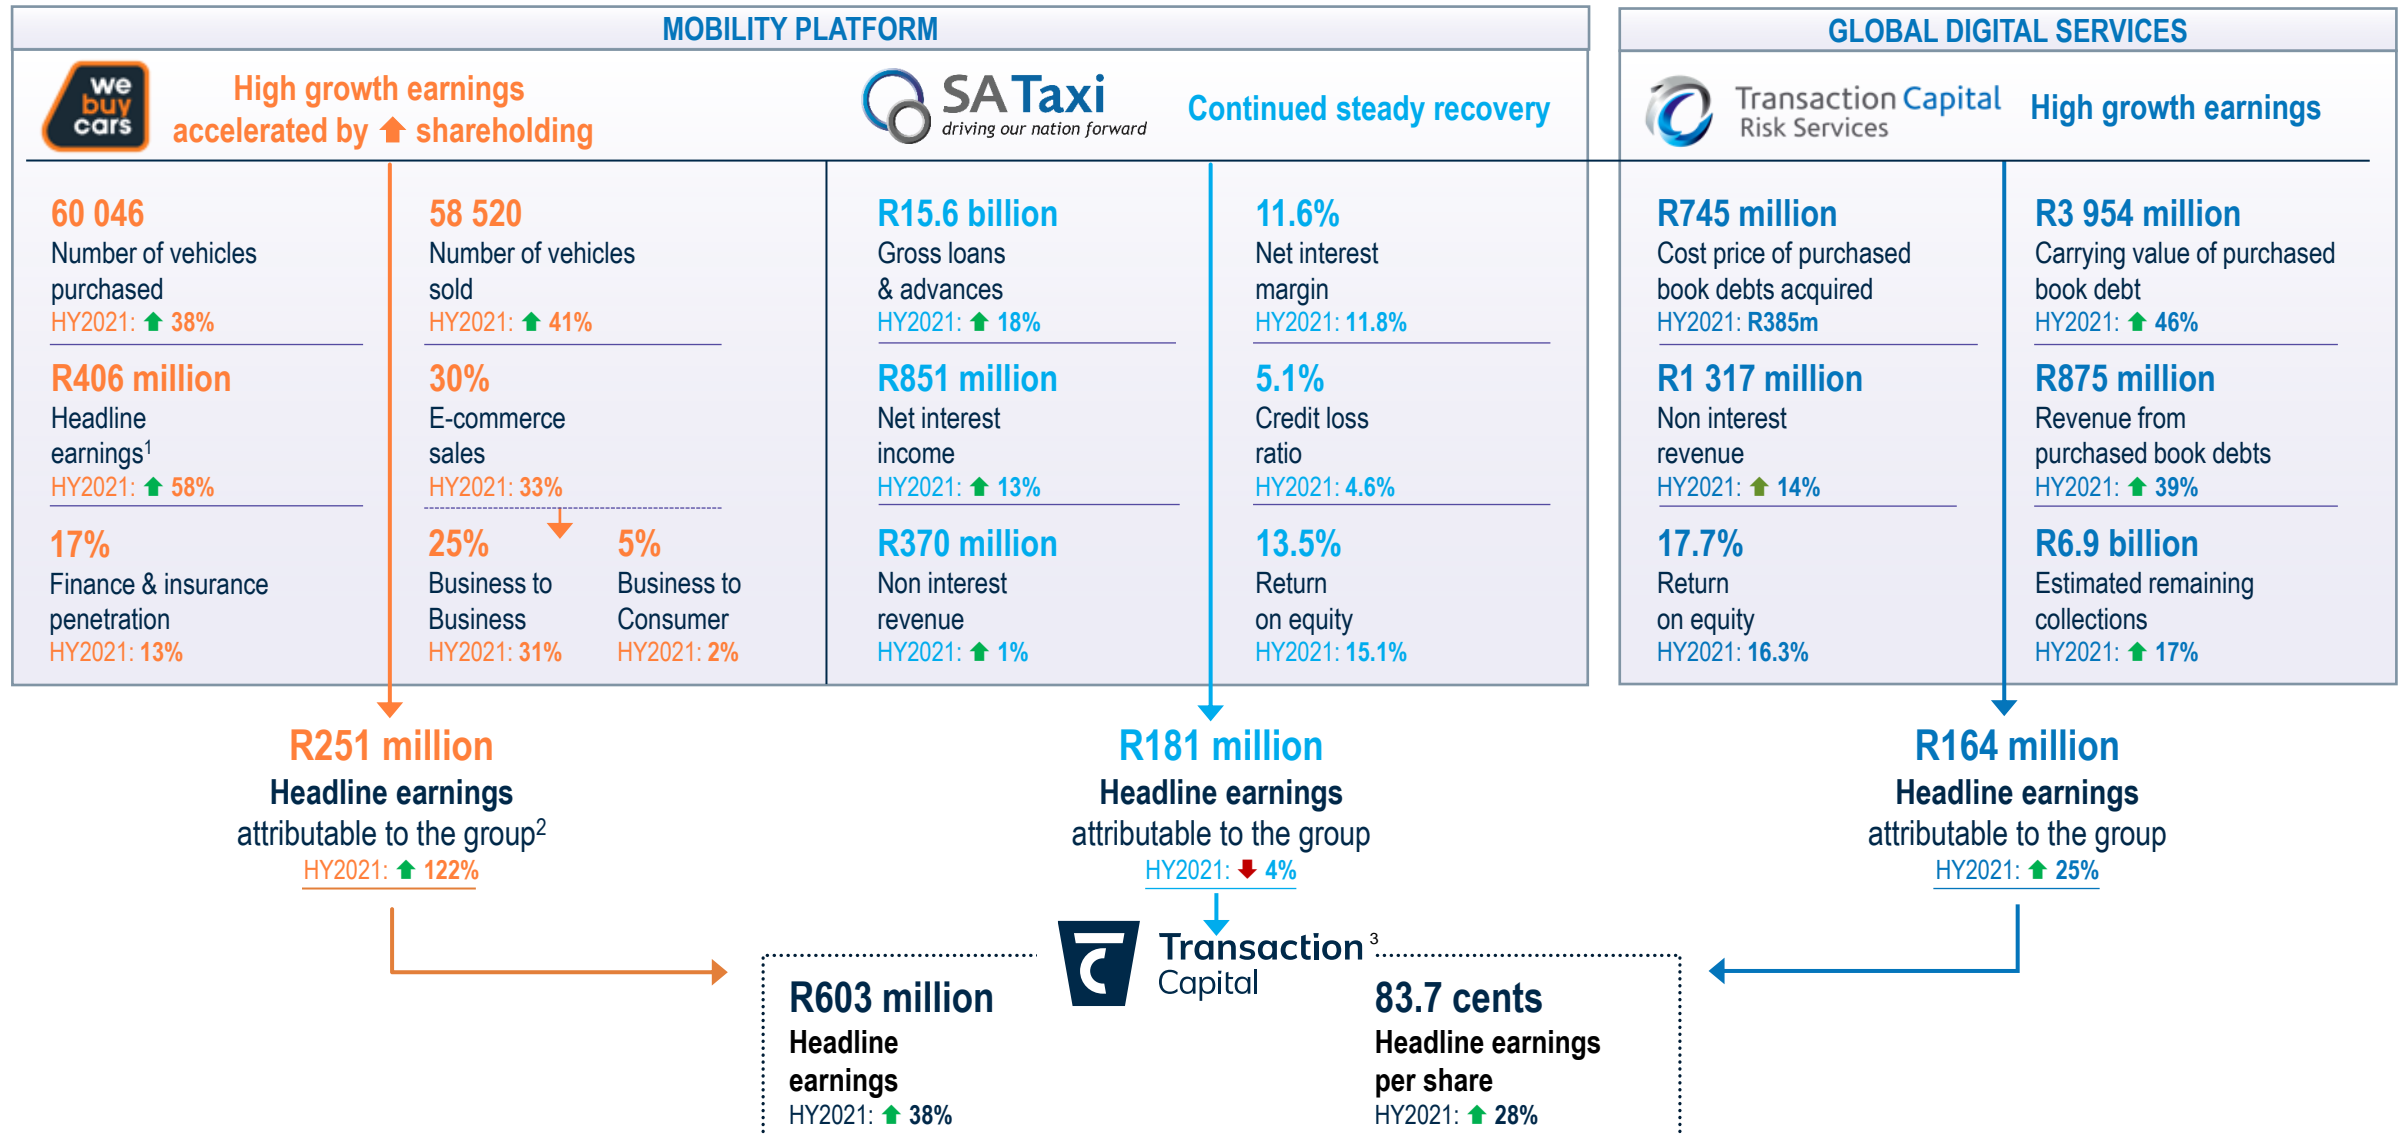 MOBILITY PLATFORM
we
buy
cars
High growth earnings
accelerated by shareholding
SA Taxi
driving our nation forward
Continued steady recovery
60 046
Number of vehicles
purchased
HY2021: 38%
58 520
Number of vehicles
sold
HY2021: 41%
R406 million
Headline
earnings1
HY2021: 58%
30%
E-commerce
sales
HY2021: 33%
17%
Finance & insurance
penetration
HY2021: 13%
25%
Business to
Business
HY2021: 31%
5%
Business to
Consumer
HY2021: 2%
R15.6 billion
Gross loans
& advances
HY2021: 18%
11.6%
Net interest
margin
HY2021: 11.8%
R851 million
Net interest
income
HY2021: 13%
5.1%
Credit loss
ratio
HY2021: 4.6%
R370 million
Non interest
revenue
HY2021: 1%
13.5%
Return
on equity
HY2021: 15.1%
GLOBAL DIGITAL SERVICES
Transaction Capital
Risk Services
High growth earnings
R745 million
Cost price of purchased
book debts acquired
HY2021: R385m
R3 954 million
Carrying value of purchased
book debt
HY2021: 46%
R1 317 million
Non interest
revenue
HY2021: 14%
R875 million
Revenue from
purchased book debts
HY2021: 39%
17.7%
Return
on equity
HY2021: 16.3%
R6.9 billion
Estimated remaining
collections
HY2021: 17%
R251 million
Headline earnings
attributable to the group2
HY2021: 122%
R181 million
Headline earnings
attributable to the group
HY2021: 4%
R164 million
Headline earnings
attributable to the group
HY2021: 25%
Transaction3
Capital
R603 million
Headline
earnings
HY2021: 38%
83.7 cents
Headline earnings
per share
HY2021: 28%